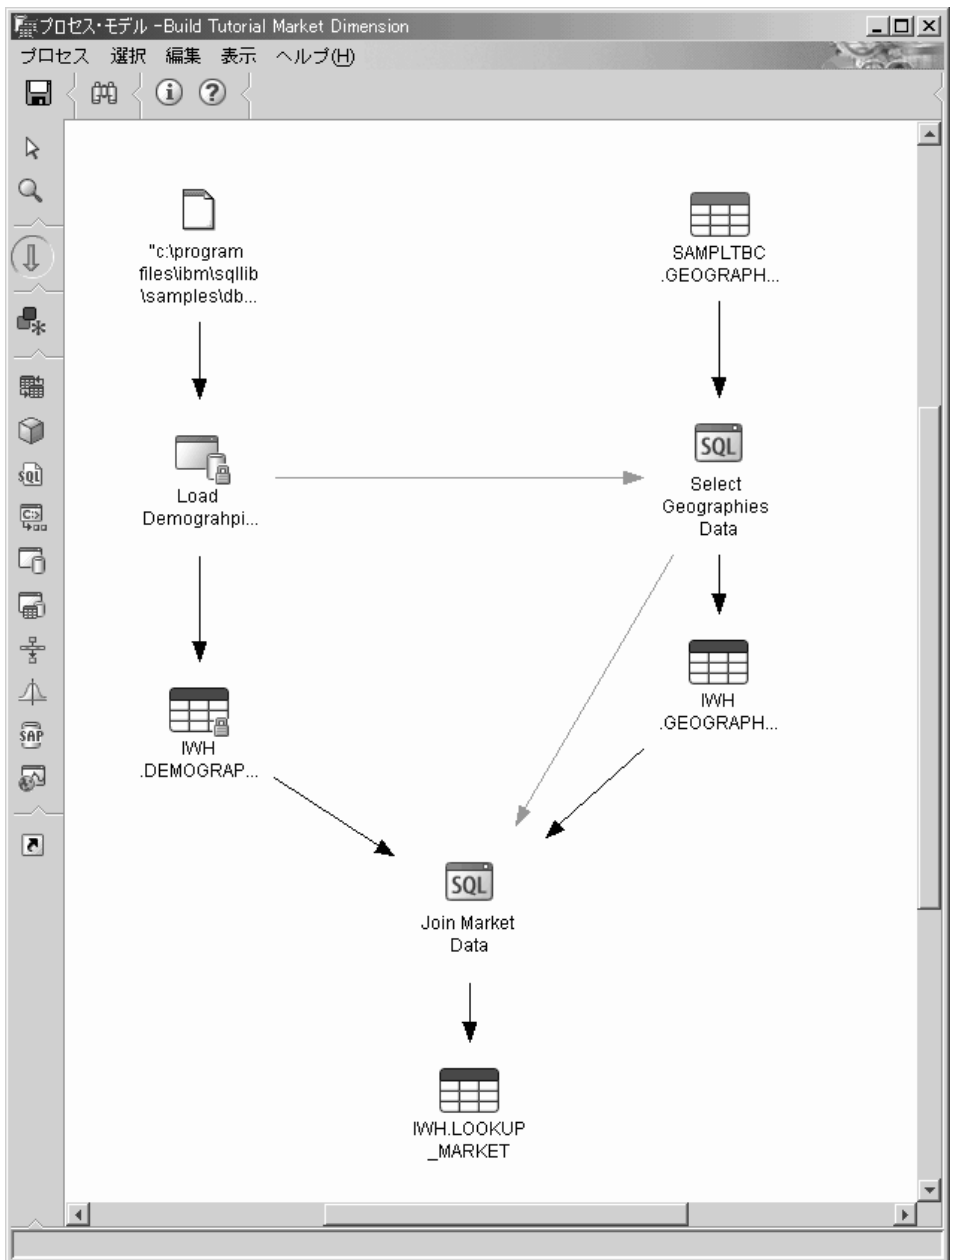 プロセス・モデル -Build Tutorial Market Dimension
プロセス 選択 編集 表示 ヘルプ(H)
"c:\program
files\ibm\sqllib
\samples\db...
SAMPLTBC
.GEOGRAPH...
SQL
Load
Demograhpi...
Select
Geographies
Data
IWH
.DEMOGRAP...
IWH
.GEOGRAPH...
SQL
Join Market
Data
IWH.LOOKUP
_MARKET
SQL
C:>
SAP